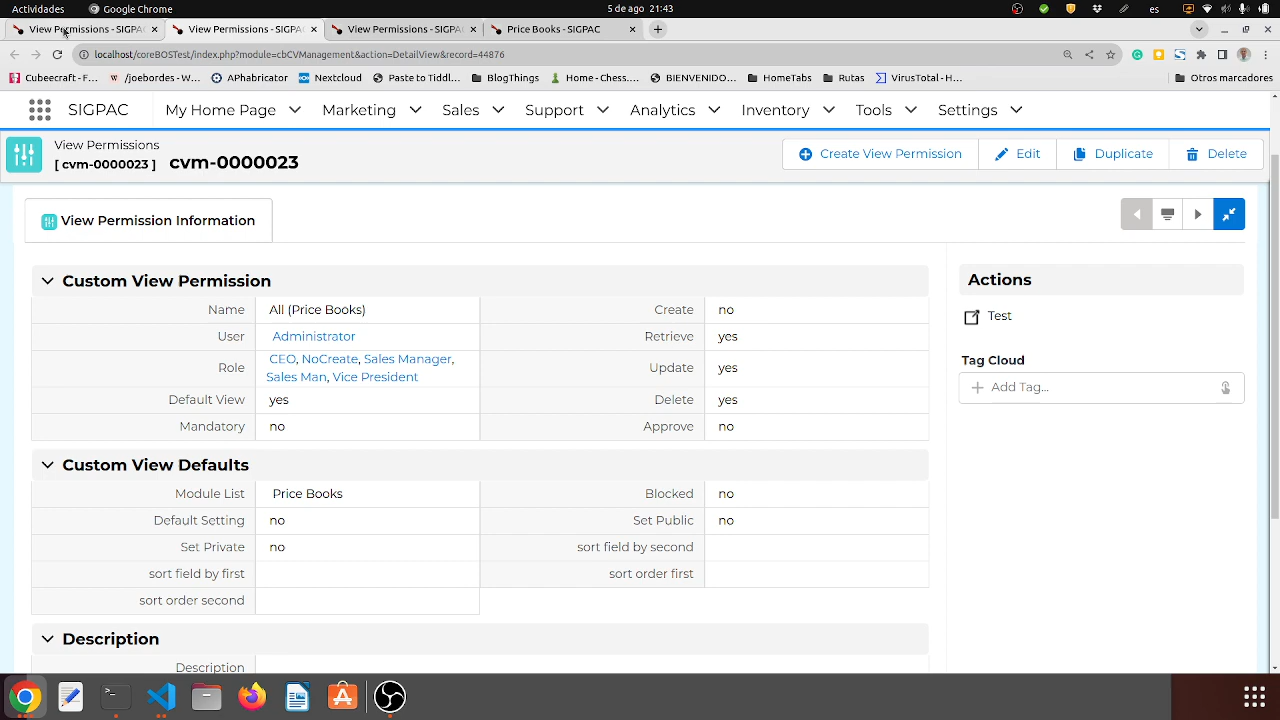 Actividades Google Chrome 5 de ago 21:43 es
View Permissions - SIGPAC View Permissions - SIGPA View Permissions - SIGPA Price Books - SIGPAC
localhost/coreBOSTest/index.php?module=cbCVManagement&action=DetailView&record=44876
Cubecraft - F... /joebordes - W... APhabricator Nextcloud Paste to Tiddl... BlogThings Home - Chess.... BIENVENIDO... HomeTabs Rutas VirusTotal - H... Otros marcadores
SIGPAC My Home Page Marketing Sales Support Analytics Inventory Tools Settings
View Permissions
[ cvm-0000023 ] cvm-0000023
Create View Permission Edit Duplicate Delete
View Permission Information
Custom View Permission
Name All (Price Books) Create no
User Administrator Retrieve yes
Role CEO, NoCreate, Sales Manager, Sales Man, Vice President Update yes
Default View yes Delete yes
Mandatory no Approve no
Custom View Defaults
Module List Price Books Blocked no
Default Setting no Set Public no
Set Private no sort field by second
sort field by first sort order first
sort order second
Description
Description
Actions
Test
Tag Cloud
Add Tag...